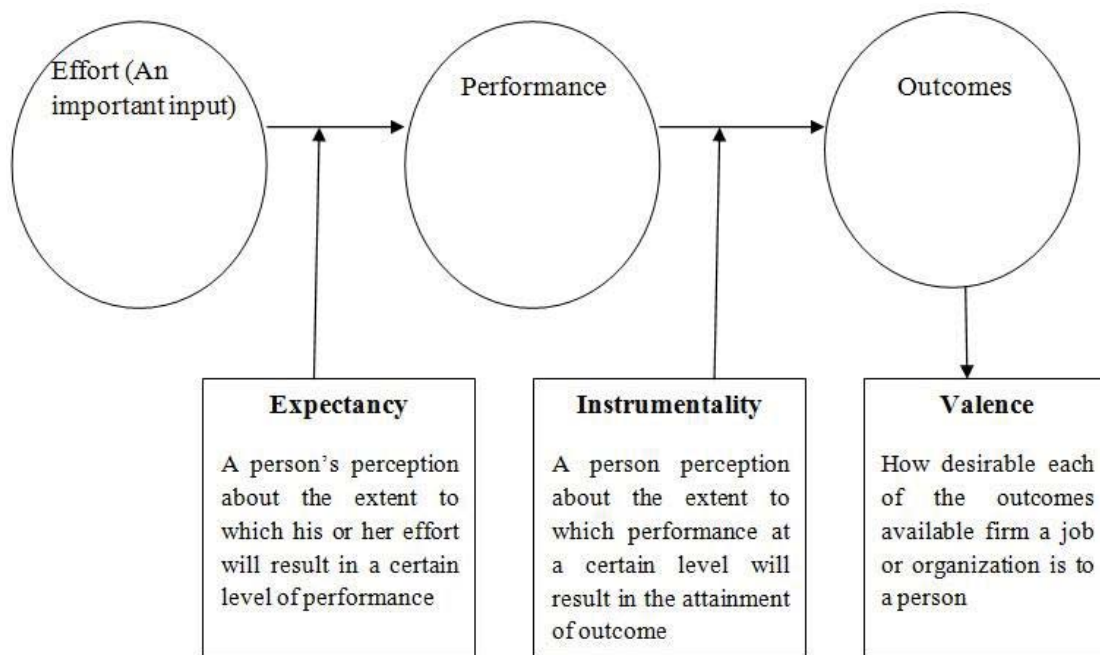 Effort (An
important input)
Performance
Outcomes
Expectancy
A person’s perception
about the extent to
which his or her effort
will result in a certain
level of performance
Instrumentality
A person perception
about the extent to
which performance at
a certain level will
result in the attainment
of outcome
Valence
How desirable each
of the outcomes
available firm a job
or organization is to
a person